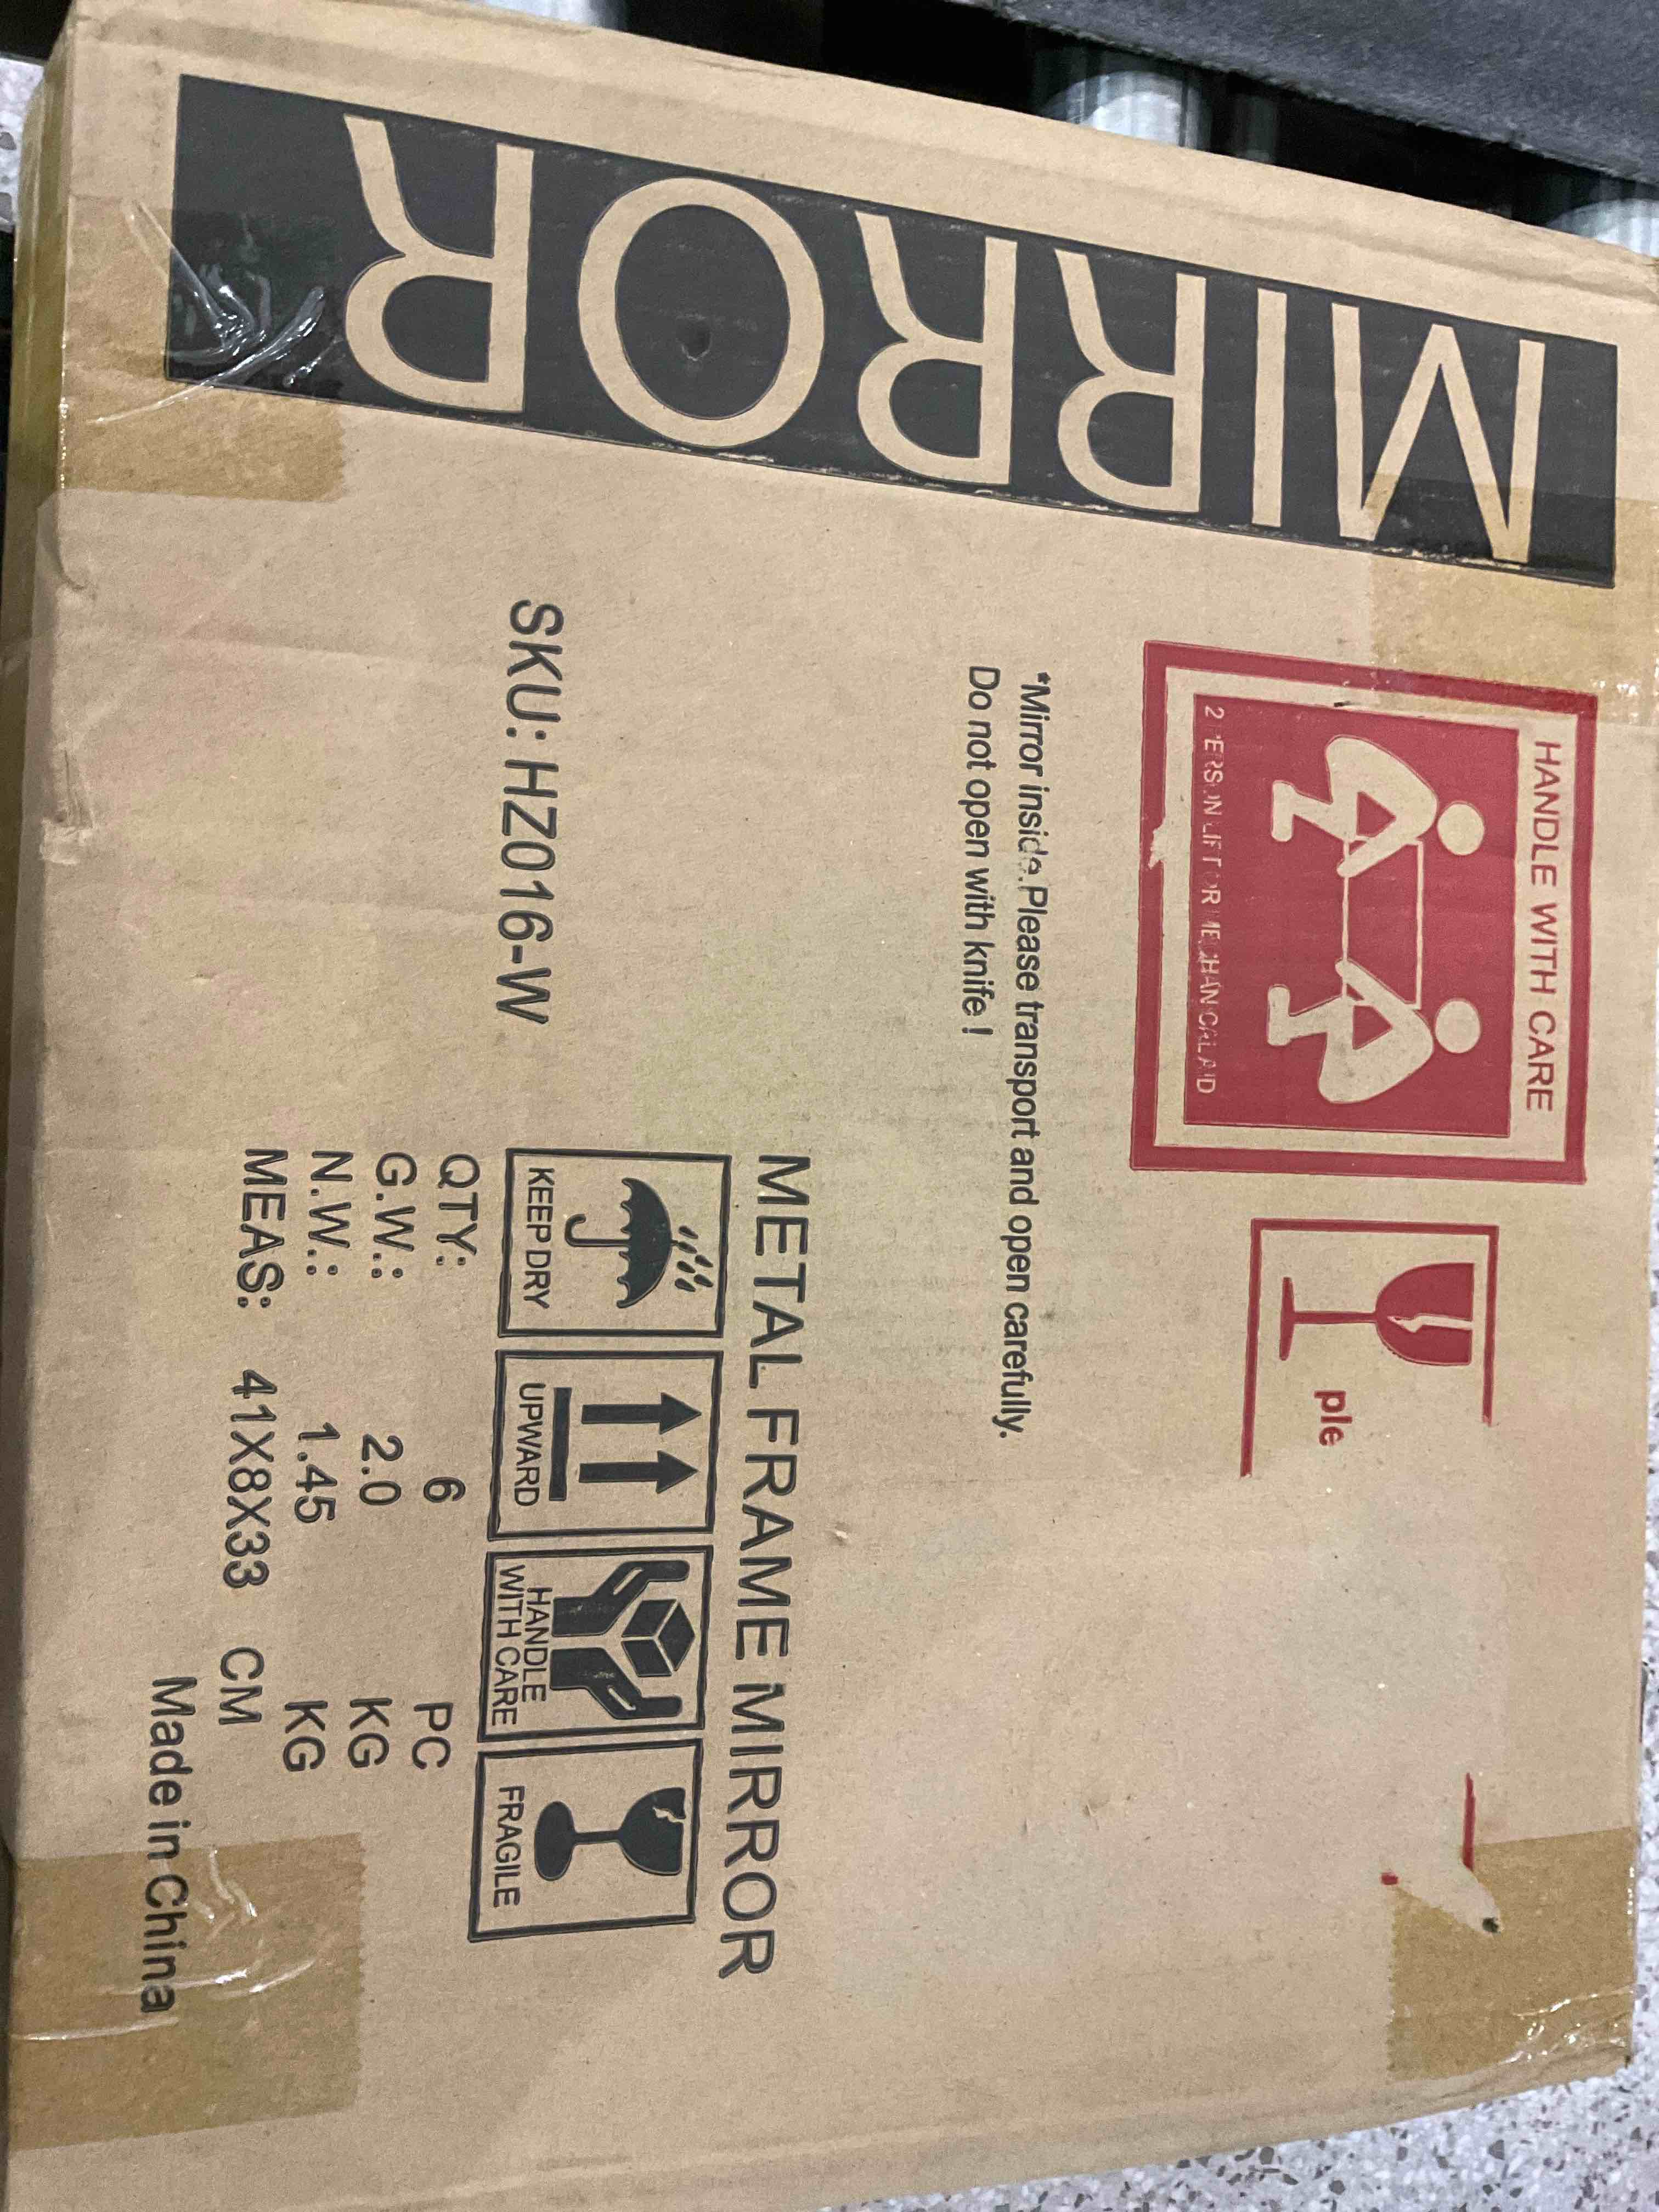 MIRROR
HANDLE WITH CARE
ple
*Mirror inside.Please transport and open carefully.
Do not open with knife !
SKU: HZ016-W
METAL FRAME MIRROR
KEEP DRY
UPWARD
HANDLE
WITH CARE
FRAGILE
QTY: 6 PC
G.W.: 2.0 KG
N.W.: 1.45 KG
MEAS: 41X8X33 CM
Made in China